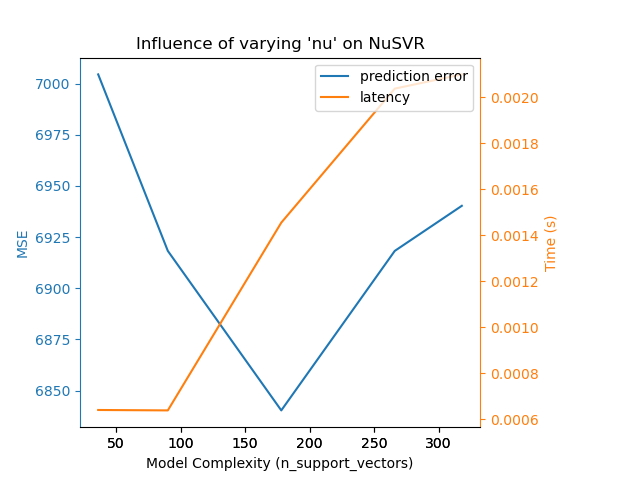 Influence of varying 'nu' on NuSVR
prediction error
latency
7000
6975
6950
6925
6900
6875
6850
MSE
0.0020
0.0018
0.0016
0.0014
0.0012
0.0010
0.0008
0.0006
Time (s)
50 100 150 200 250 300
Model Complexity (n_support_vectors)